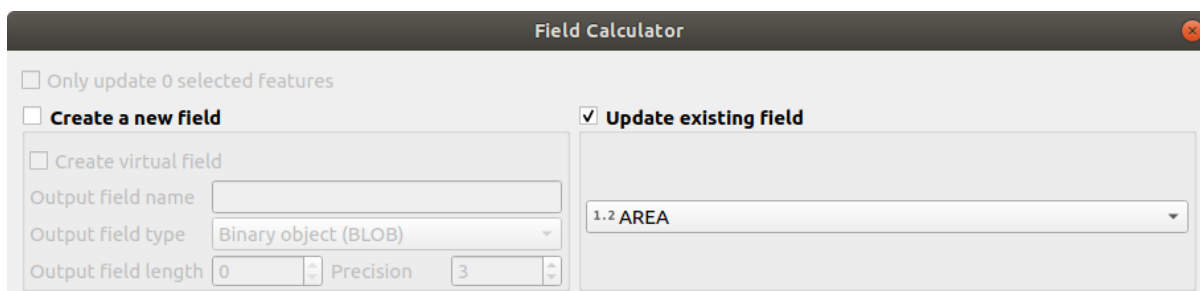 Field Calculator
Only update 0 selected features
Create a new field
Update existing field
Create virtual field
Output field name
1.2 AREA
Output field type Binary object (BLOB)
Output field length 0 Precision 3